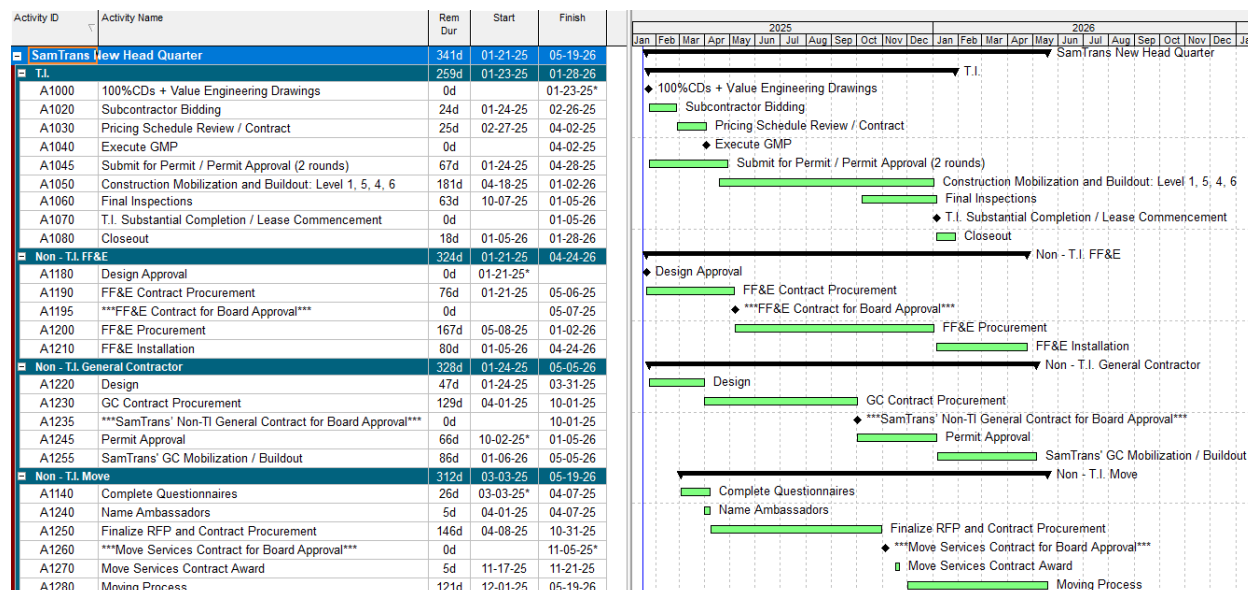 Activity ID Activity Name Rem Dur Start Finish
2025 2026
Jan Feb Mar Apr May Jun Jul Aug Sep Oct Nov Dec Jan Feb Mar Apr May Jun Jul Aug Sep Oct Nov Dec Ja
SamTrans New Head Quarter 341d 01-21-25 05-19-26 SamTrans New Head Quarter
T.I. 259d 01-23-25 01-28-26 T.I.
A1000 100%CDs + Value Engineering Drawings 0d 01-23-25* 100%CDs + Value Engineering Drawings
A1020 Subcontractor Bidding 24d 01-24-25 02-26-25 Subcontractor Bidding
A1030 Pricing Schedule Review / Contract 25d 02-27-25 04-02-25 Pricing Schedule Review / Contract
A1040 Execute GMP 0d 04-02-25 Execute GMP
A1045 Submit for Permit / Permit Approval (2 rounds) 67d 01-24-25 04-28-25 Submit for Permit / Permit Approval (2 rounds)
A1050 Construction Mobilization and Buildout: Level 1, 5, 4, 6 181d 04-18-25 01-02-26 Construction Mobilization and Buildout: Level 1, 5, 4, 6
A1060 Final Inspections 63d 10-07-25 01-05-26 Final Inspections
A1070 T.I. Substantial Completion / Lease Commencement 0d 01-05-26 T.I. Substantial Completion / Lease Commencement
A1080 Closeout 18d 01-05-26 01-28-26 Closeout
Non - T.I. FF&E 324d 01-21-25 04-24-26 Non - T.I. FF&E
A1180 Design Approval 0d 01-21-25* Design Approval
A1190 FF&E Contract Procurement 76d 01-21-25 05-06-25 FF&E Contract Procurement
A1195 ***FF&E Contract for Board Approval*** 0d 05-07-25 ***FF&E Contract for Board Approval***
A1200 FF&E Procurement 167d 05-08-25 01-02-26 FF&E Procurement
A1210 FF&E Installation 80d 01-05-26 04-24-26 FF&E Installation
Non - T.I. General Contractor 328d 01-24-25 05-05-26 Non - T.I. General Contractor
A1220 Design 47d 01-24-25 03-31-25 Design
A1230 GC Contract Procurement 129d 04-01-25 10-01-25 GC Contract Procurement
A1235 ***SamTrans' Non-TI General Contract for Board Approval*** 0d 10-01-25 ***SamTrans' Non-TI General Contract for Board Approval***
A1245 Permit Approval 66d 10-02-25* 01-05-26 Permit Approval
A1255 SamTrans' GC Mobilization / Buildout 86d 01-06-26 05-05-26 SamTrans' GC Mobilization / Buildout
Non - T.I. Move 312d 03-03-25 05-19-26 Non - T.I. Move
A1140 Complete Questionnaires 26d 03-03-25* 04-07-25 Complete Questionnaires
A1240 Name Ambassadors 5d 04-01-25 04-07-25 Name Ambassadors
A1250 Finalize RFP and Contract Procurement 146d 04-08-25 10-31-25 Finalize RFP and Contract Procurement
A1260 ***Move Services Contract for Board Approval*** 0d 11-05-25* ***Move Services Contract for Board Approval***
A1270 Move Services Contract Award 5d 11-17-25 11-21-25 Move Services Contract Award
A1280 Moving Process 121d 12-01-25 05-19-26 Moving Process